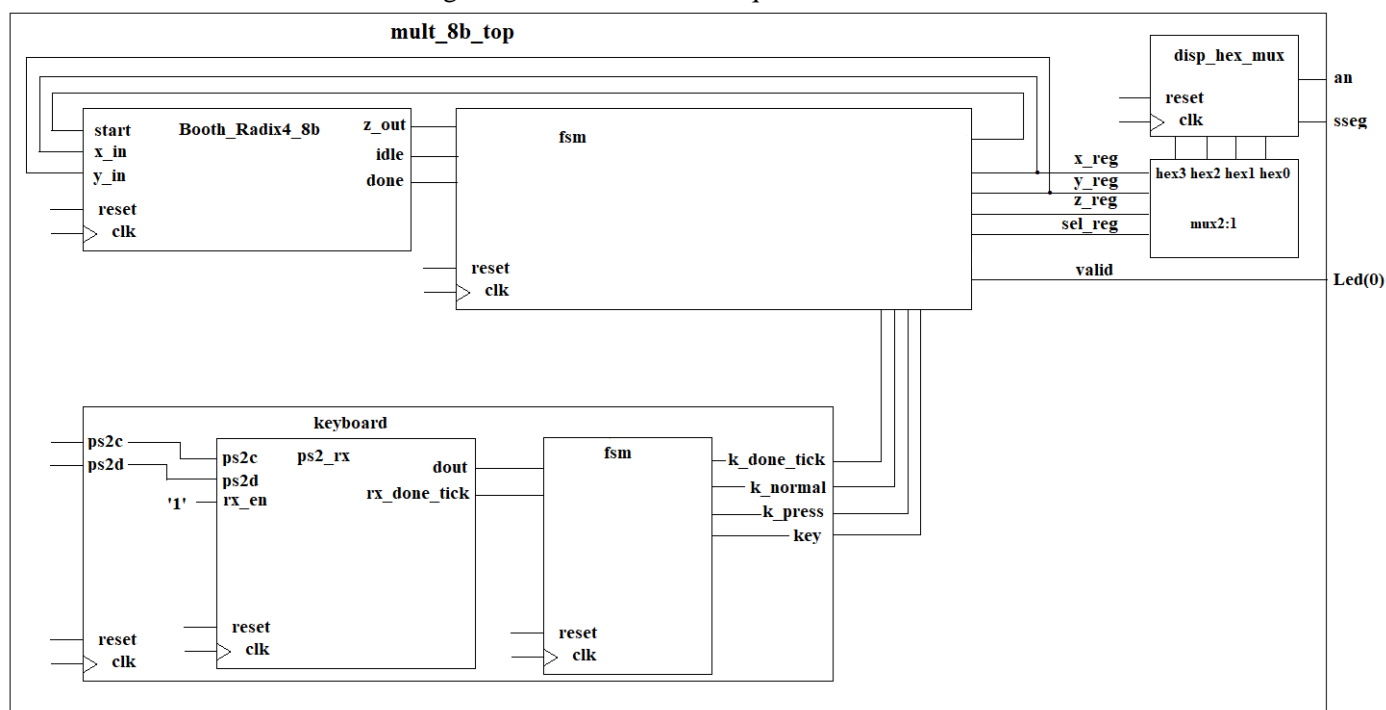 mult_8b_top
disp_hex_mux
reset
clk
an
sseg
start
x_in
y_in
reset
clk
Booth_Radix4_8b
z_out
idle
done
fsm
reset
clk
x_reg
y_reg
z_reg
sel_reg
valid
hex3 hex2 hex1 hex0
mux2:1
Led(0)
keyboard
ps2c
ps2d
'1'
ps2c
ps2d
rx_en
ps2_rx
dout
rx_done_tick
fsm
k_done_tick
k_normal
k_press
key
reset
clk
reset
clk
reset
clk